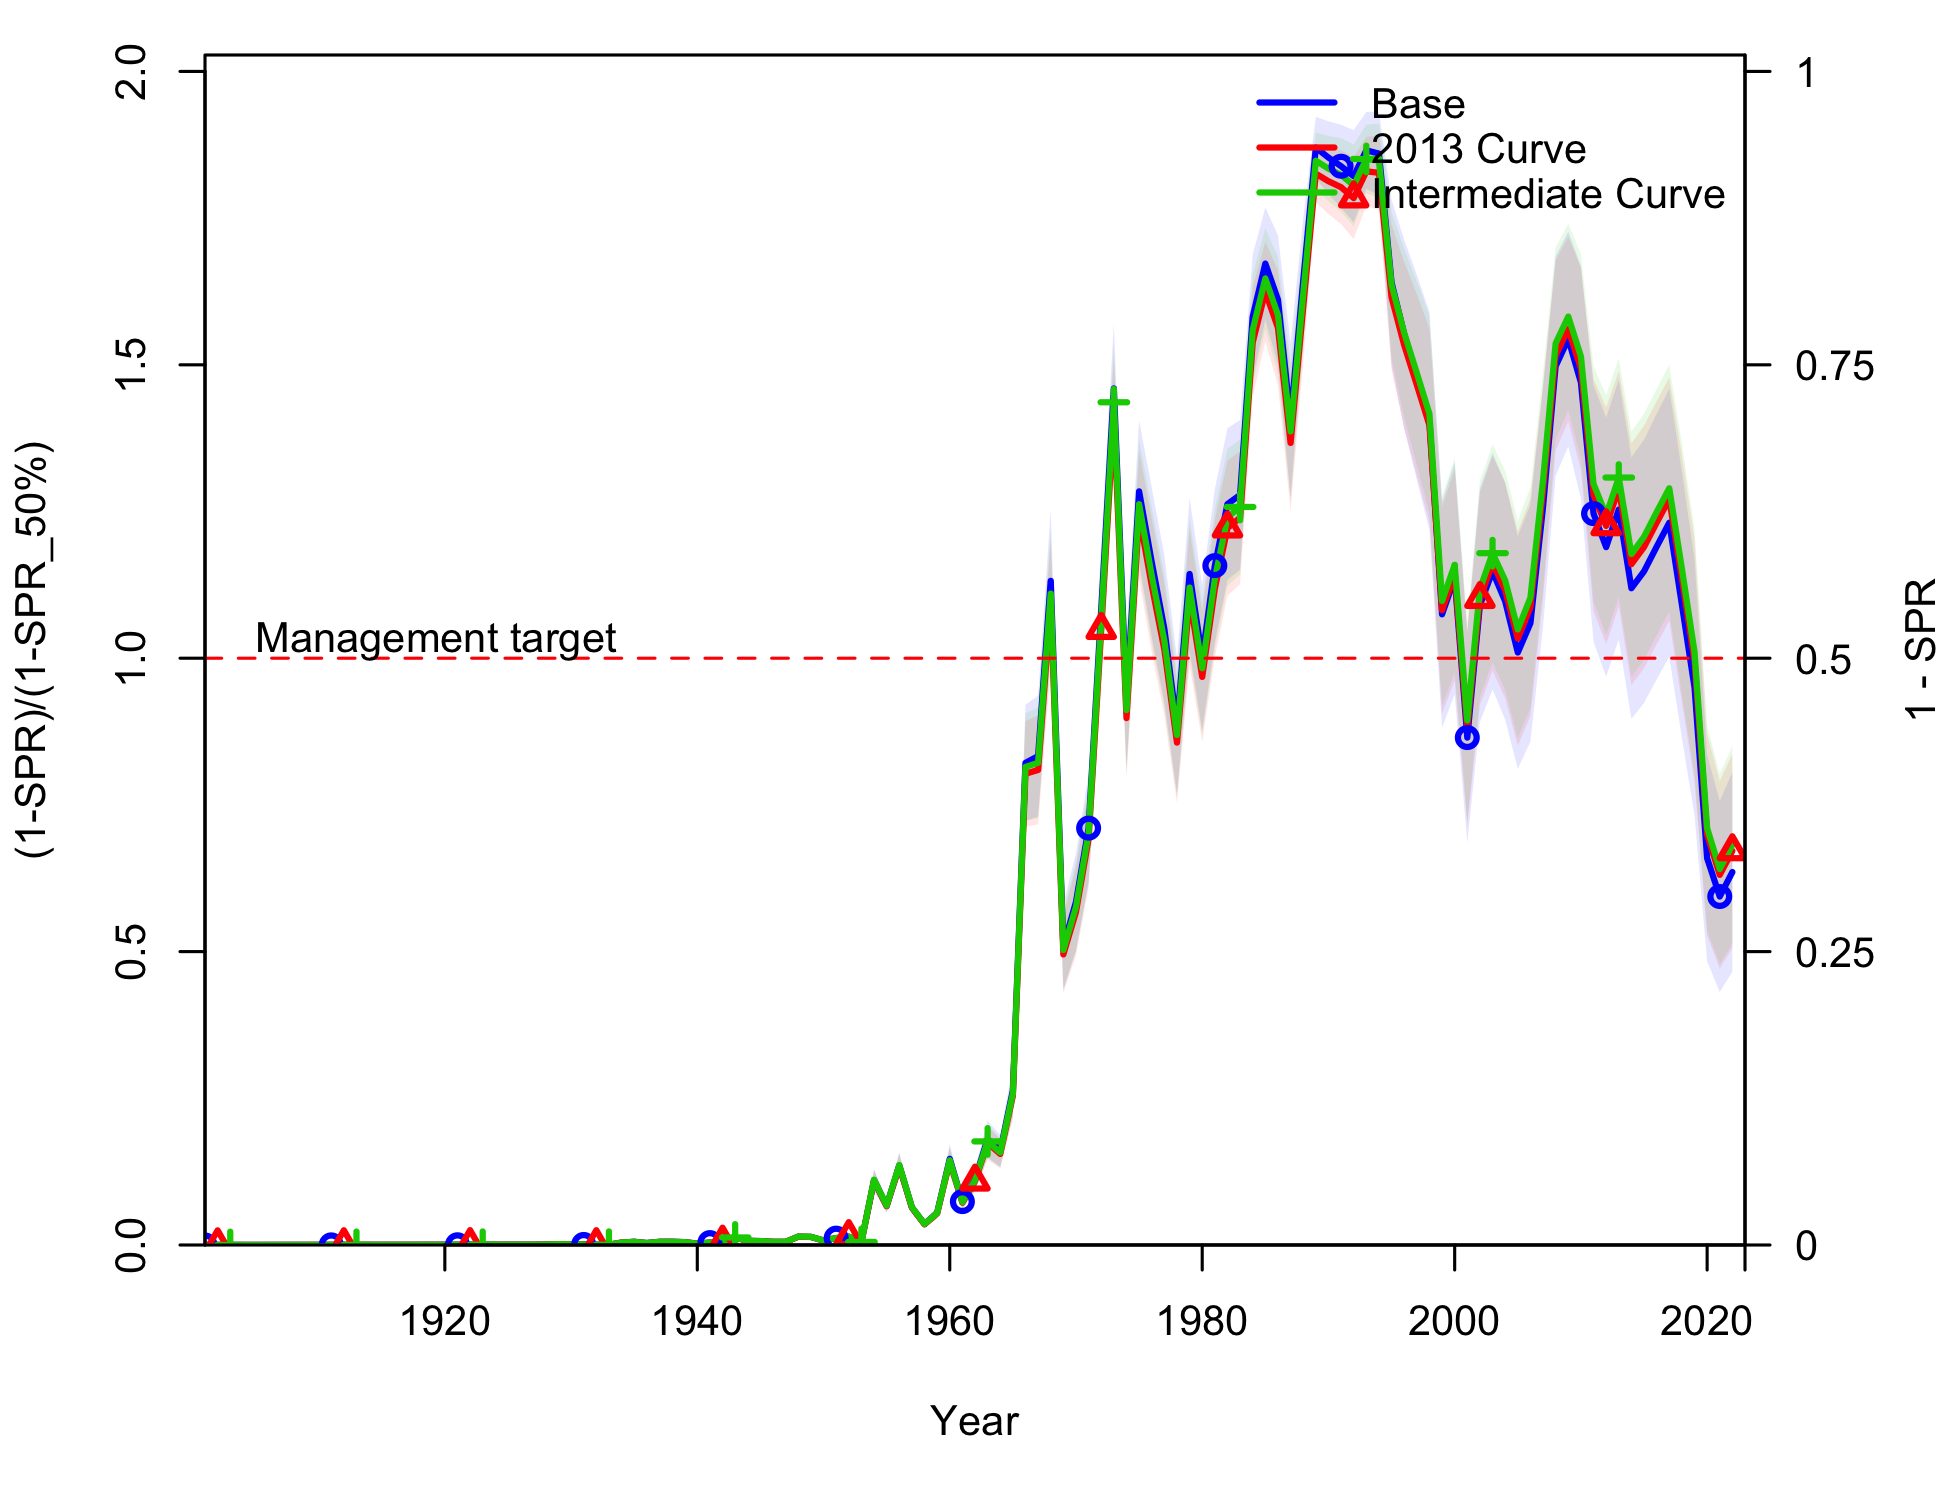 Base
2013 Curve
Intermediate Curve
Management target
(1-SPR)/(1-SPR_50%)
2.0
1.5
1.0
0.5
0.0
1
0.75
0.5
0.25
0
1 - SPR
1920 1940 1960 1980 2000 2020
Year